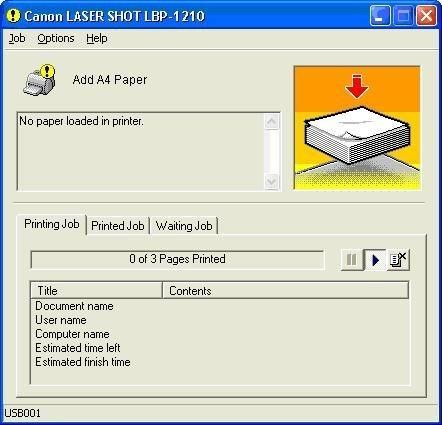 Canon LASER SHOT LBP-1210
Job Options Help
Add A4 Paper
No paper loaded in printer.
Printing Job Printed Job Waiting Job
0 of 3 Pages Printed
Title Contents
Document name
User name
Computer name
Estimated time left
Estimated finish time
USB001